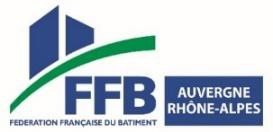 FFB
FEDERATION FRANÇAISE DU BATIMENT
AUVERGNE
RHÔNE-ALPES